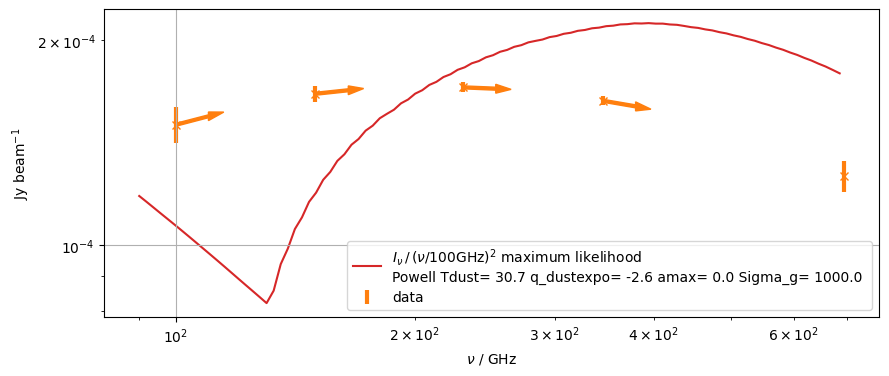 2 × 10⁻⁴
10⁻⁴
Jy beam⁻¹
Iν / (ν/100GHz)² maximum likelihood
Powell Tdust= 30.7 q_dustexpo= -2.6 amax= 0.0 Sigma_g= 1000.0
data
10² 2 × 10² 3 × 10² 4 × 10² 6 × 10²
ν / GHz